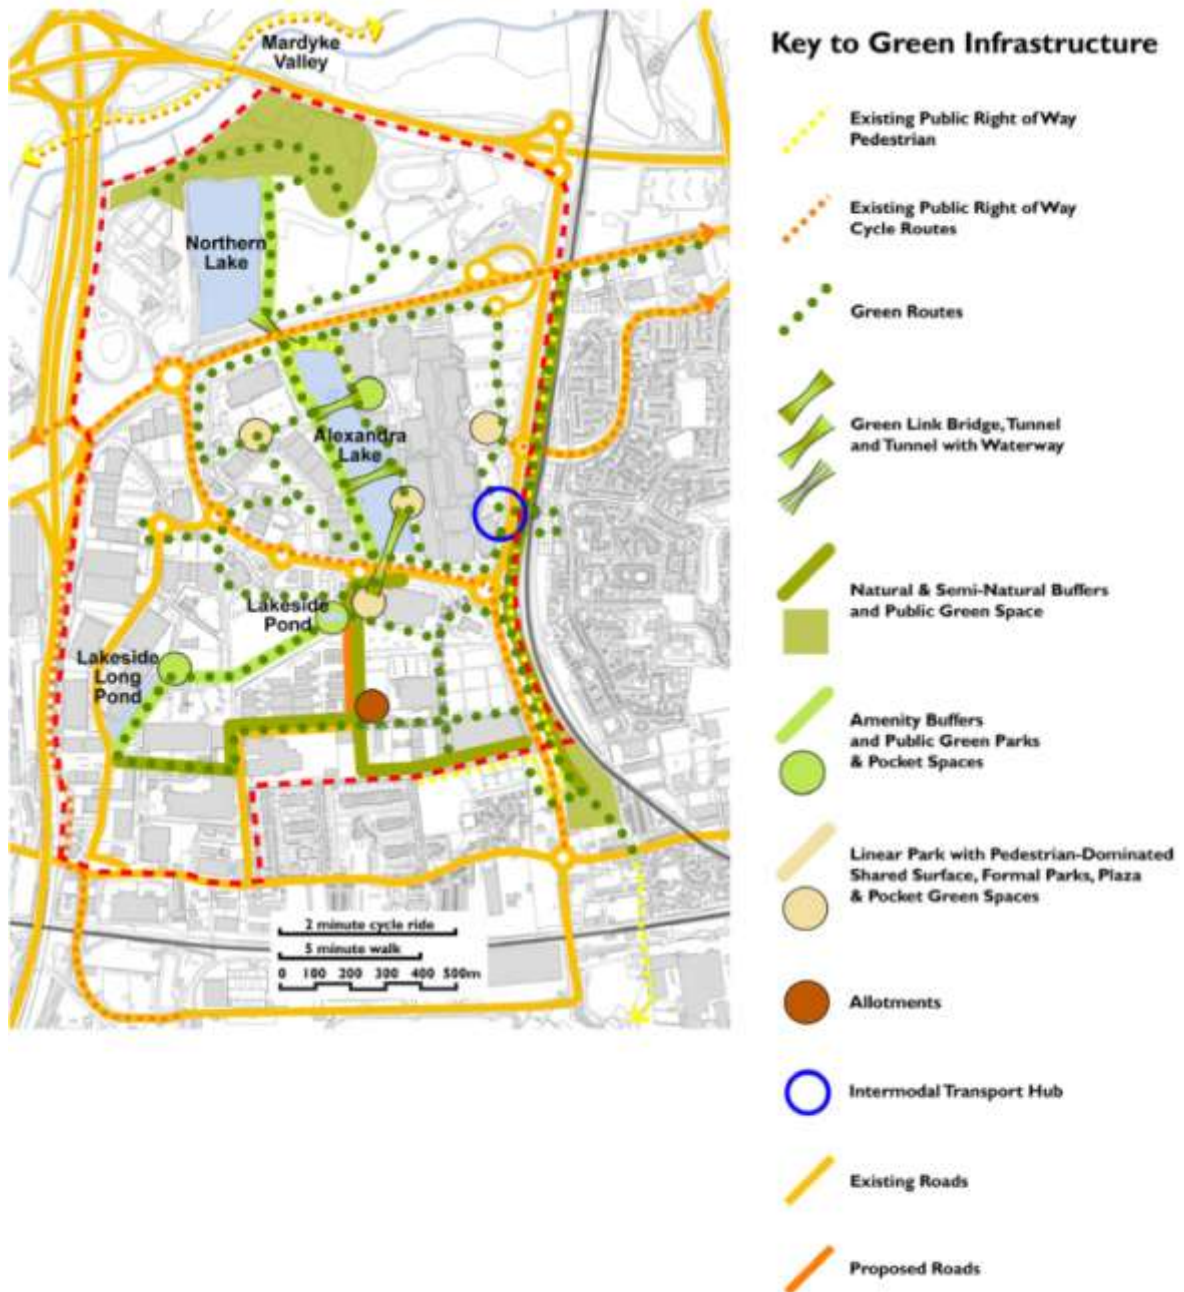 Mardyke
Valley
Northern
Lake
Alexandra
Lake
Lakeside
Pond
Lakeside
Long
Pond
2 minute cycle ride
5 minute walk
0 100 200 300 400 500m
Key to Green Infrastructure
Existing Public Right of Way
Pedestrian
Existing Public Right of Way
Cycle Routes
Green Routes
Green Link Bridge, Tunnel
and Tunnel with Waterway
Natural & Semi-Natural Buffers
and Public Green Space
Amenity Buffers
and Public Green Parks
& Pocket Spaces
Linear Park with Pedestrian-Dominated
Shared Surface, Formal Parks, Plaza
& Pocket Green Spaces
Allotments
Intermodal Transport Hub
Existing Roads
Proposed Roads